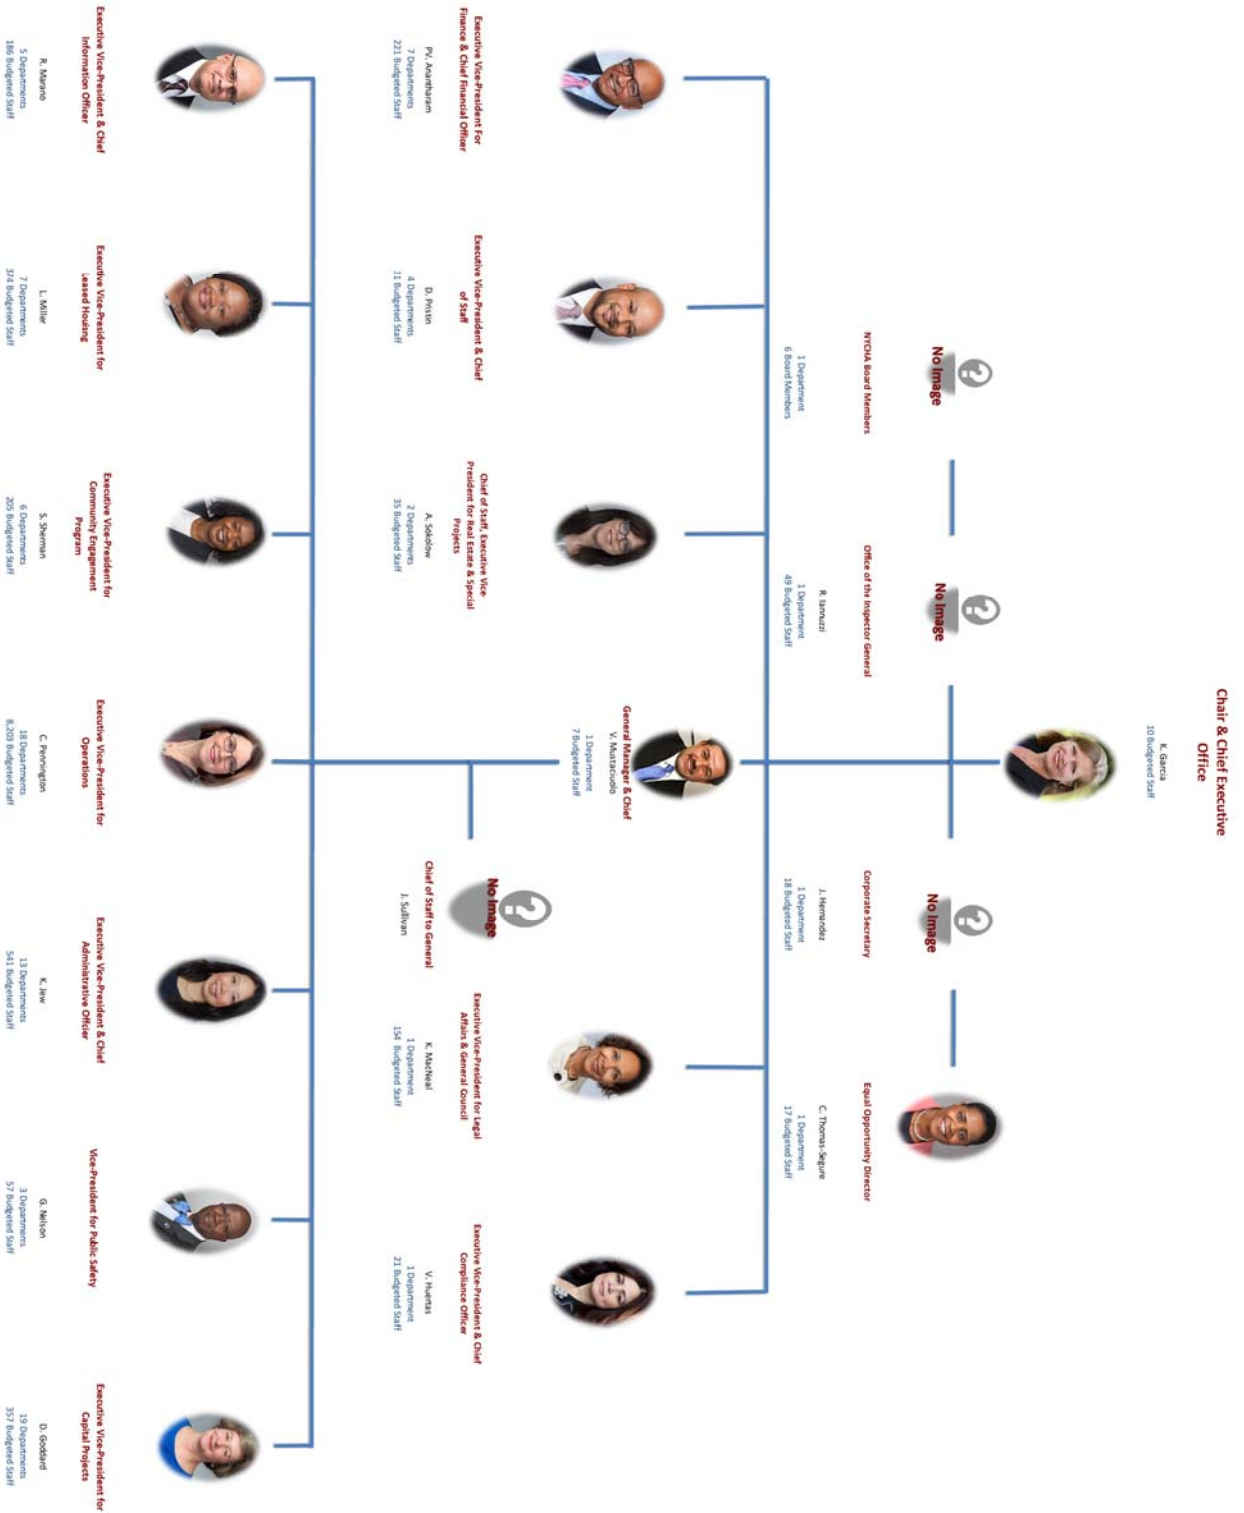 Chair & Chief Executive
Office
K. Garcia
10 Budgeted Staff
No Image
NYCHA Board Members
1 Department
6 Board Members
No Image
Office of the Inspector General
R. Iannuzzi
1 Department
49 Budgeted Staff
No Image
Corporate Secretary
J. Hernandez
1 Department
18 Budgeted Staff
Equal Opportunity Director
C. Thomas-Segure
1 Department
17 Budgeted Staff
General Manager & Chief
V. Mustaciuolo
1 Department
7 Budgeted Staff
Executive Vice-President For
Finance & Chief Financial Officer
PV. Anantharam
7 Departments
221 Budgeted Staff
Executive Vice-President & Chief
of Staff
D. Pristin
4 Departments
11 Budgeted Staff
Chief of Staff, Executive Vice-
President for Real Estate & Special
Projects
A. Sokolow
2 Departments
35 Budgeted Staff
No Image
Chief of Staff to General
J. Sullivan
Executive Vice-President for Legal
Affairs & General Council
K. MacNeal
1 Department
154 Budgeted Staff
Executive Vice-President & Chief
Compliance Officer
V. Huertas
1 Department
21 Budgeted Staff
Executive Vice-President & Chief
Information Officer
R. Marano
5 Departments
186 Budgeted Staff
Executive Vice-President for
Leased Houisng
L. Miller
7 Departments
374 Budgeted Staff
Executive Vice-President for
Community Engagement
Program
S. Sherman
6 Departments
205 Budgeted Staff
Executive Vice-President for
Operations
C. Pennington
18 Departments
8,203 Budgeted Staff
Executive Vice-President & Chief
Administrative Offcier
K. Jew
13 Departments
541 Budgeted Staff
Vice-President for Public Safety
G. Nelson
3 Departments
57 Budgeted Staff
Executive Vice-President for
Capital Projects
D. Goddard
19 Departments
357 Budgeted Staff